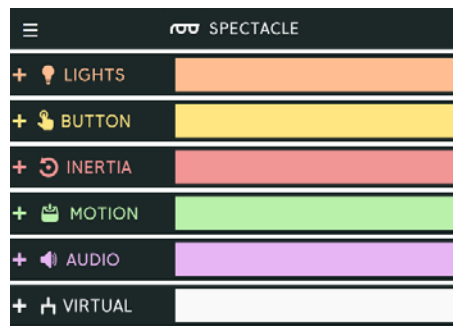 SPECTACLE
+ LIGHTS
+ BUTTON
+ INERTIA
+ MOTION
+ AUDIO
+ VIRTUAL